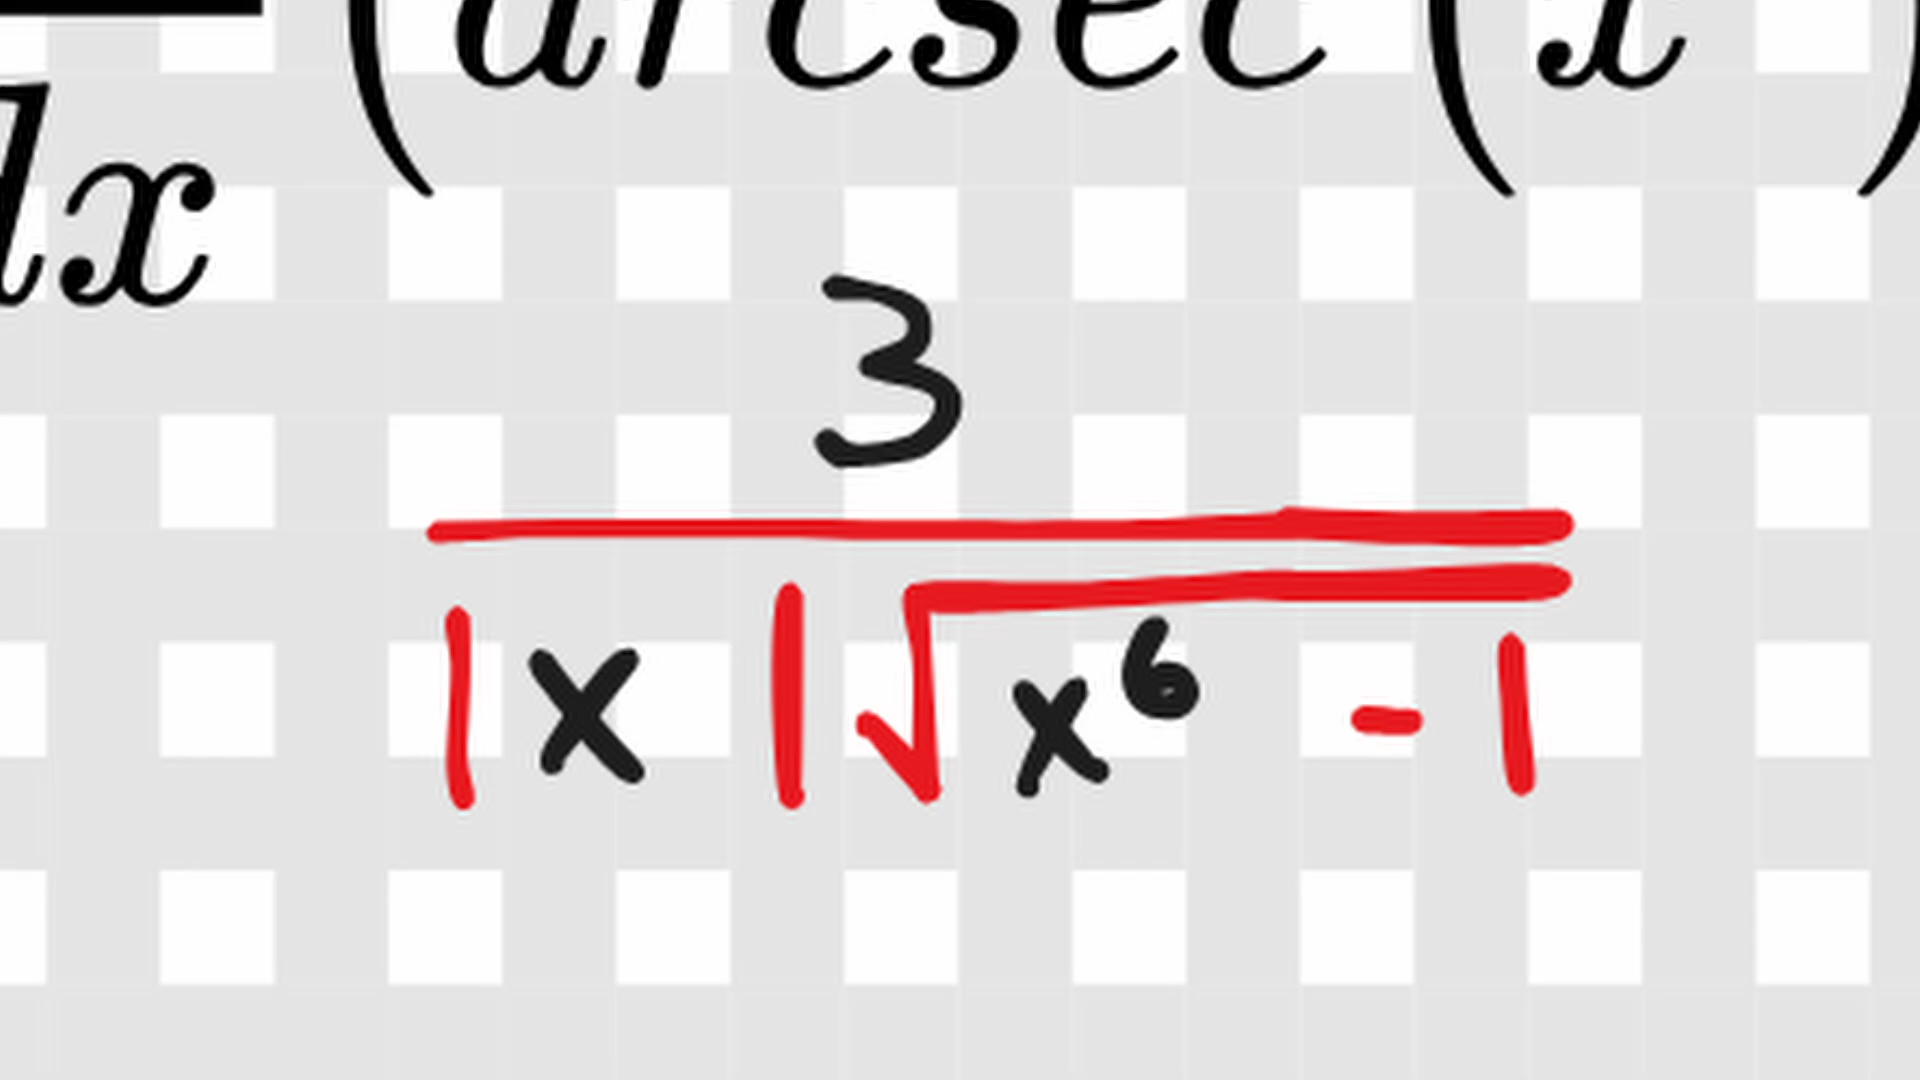 dx (arcsec(x)
3
|x|√x⁶ - 1